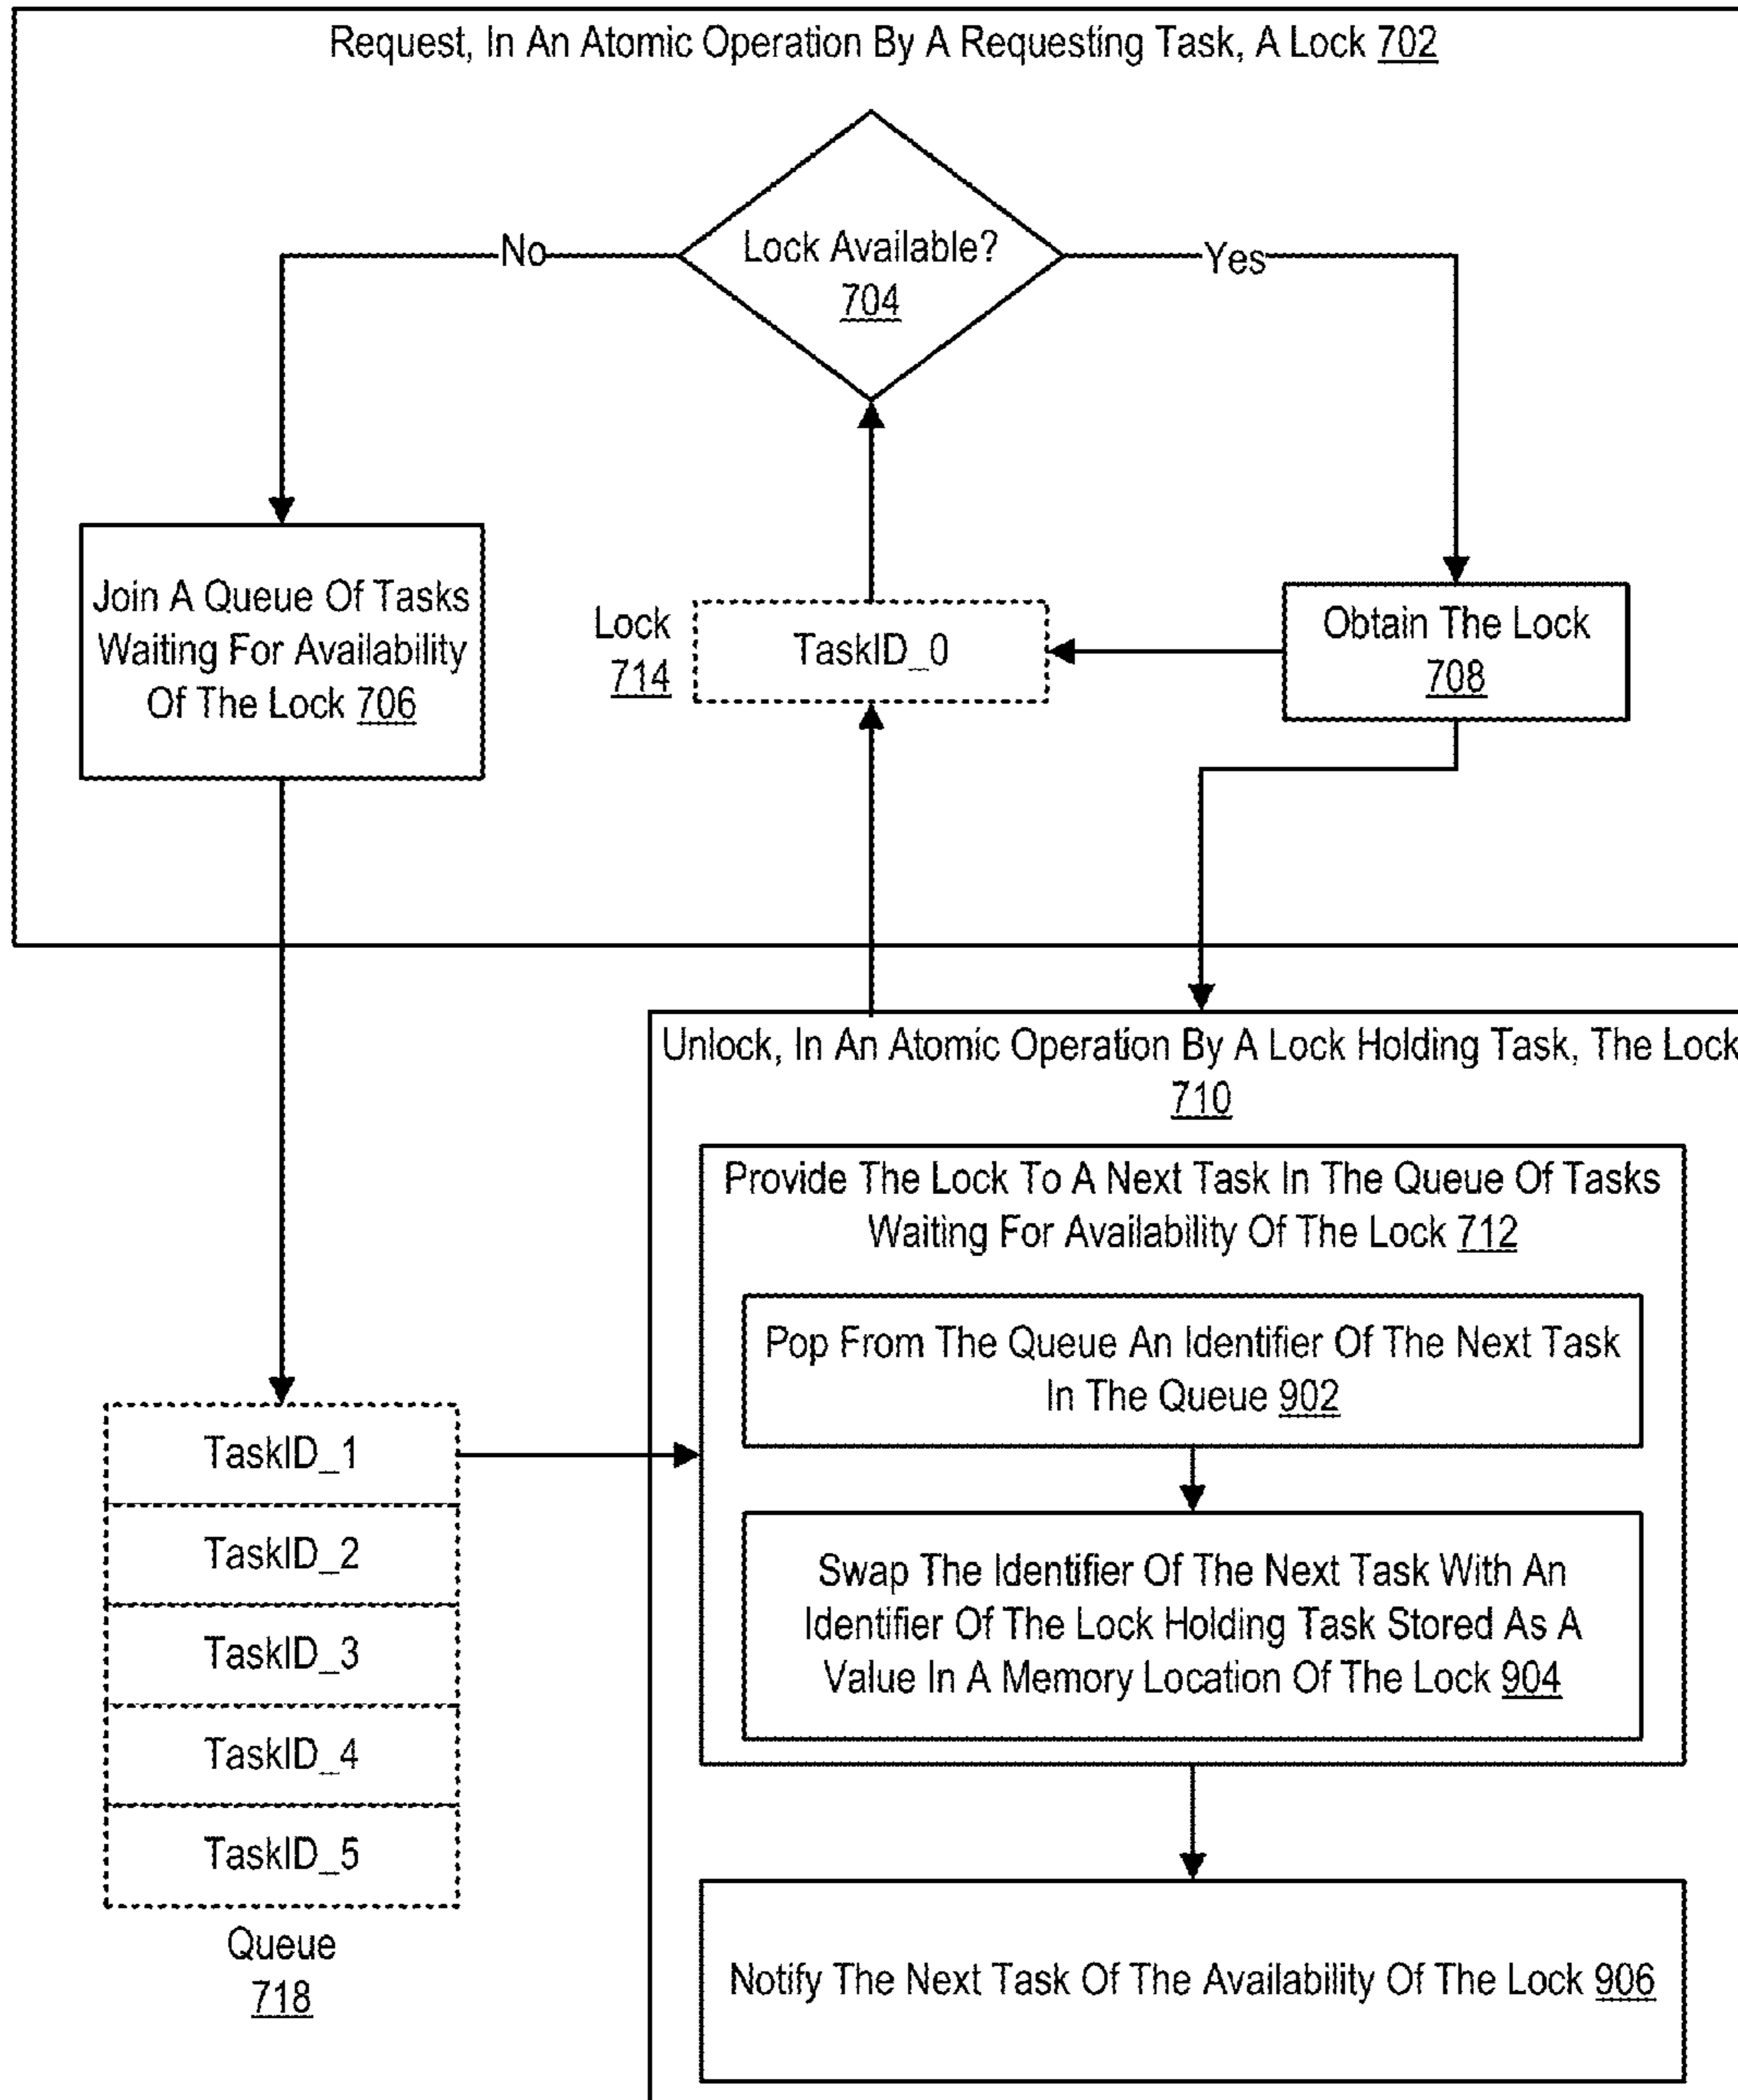 Request, In An Atomic Operation By A Requesting Task, A Lock 702
Lock Available?
704
No
Yes
Join A Queue Of Tasks
Waiting For Availability
Of The Lock 706
Lock
714
TaskID_0
Obtain The Lock
708
Unlock, In An Atomic Operation By A Lock Holding Task, The Lock
710
Provide The Lock To A Next Task In The Queue Of Tasks
Waiting For Availability Of The Lock 712
Pop From The Queue An Identifier Of The Next Task
In The Queue 902
Swap The Identifier Of The Next Task With An
Identifier Of The Lock Holding Task Stored As A
Value In A Memory Location Of The Lock 904
Notify The Next Task Of The Availability Of The Lock 906
TaskID_1
TaskID_2
TaskID_3
TaskID_4
TaskID_5
Queue
718